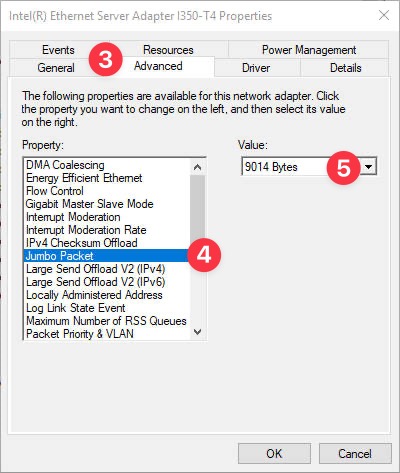 Intel(R) Ethernet Server Adapter I350-T4 Properties
Events Resources Power Management
General 3 Advanced Driver Details
The following properties are available for this network adapter. Click
the property you want to change on the left, and then select its value
on the right.
Property: Value:
DMA Coalescing 9014 Bytes 5
Energy Efficient Ethernet
Flow Control
Gigabit Master Slave Mode
Interrupt Moderation
Interrupt Moderation Rate
IPv4 Checksum Offload
Jumbo Packet 4
Large Send Offload V2 (IPv4)
Large Send Offload V2 (IPv6)
Locally Administered Address
Log Link State Event
Maximum Number of RSS Queues
Packet Priority & VLAN
OK Cancel